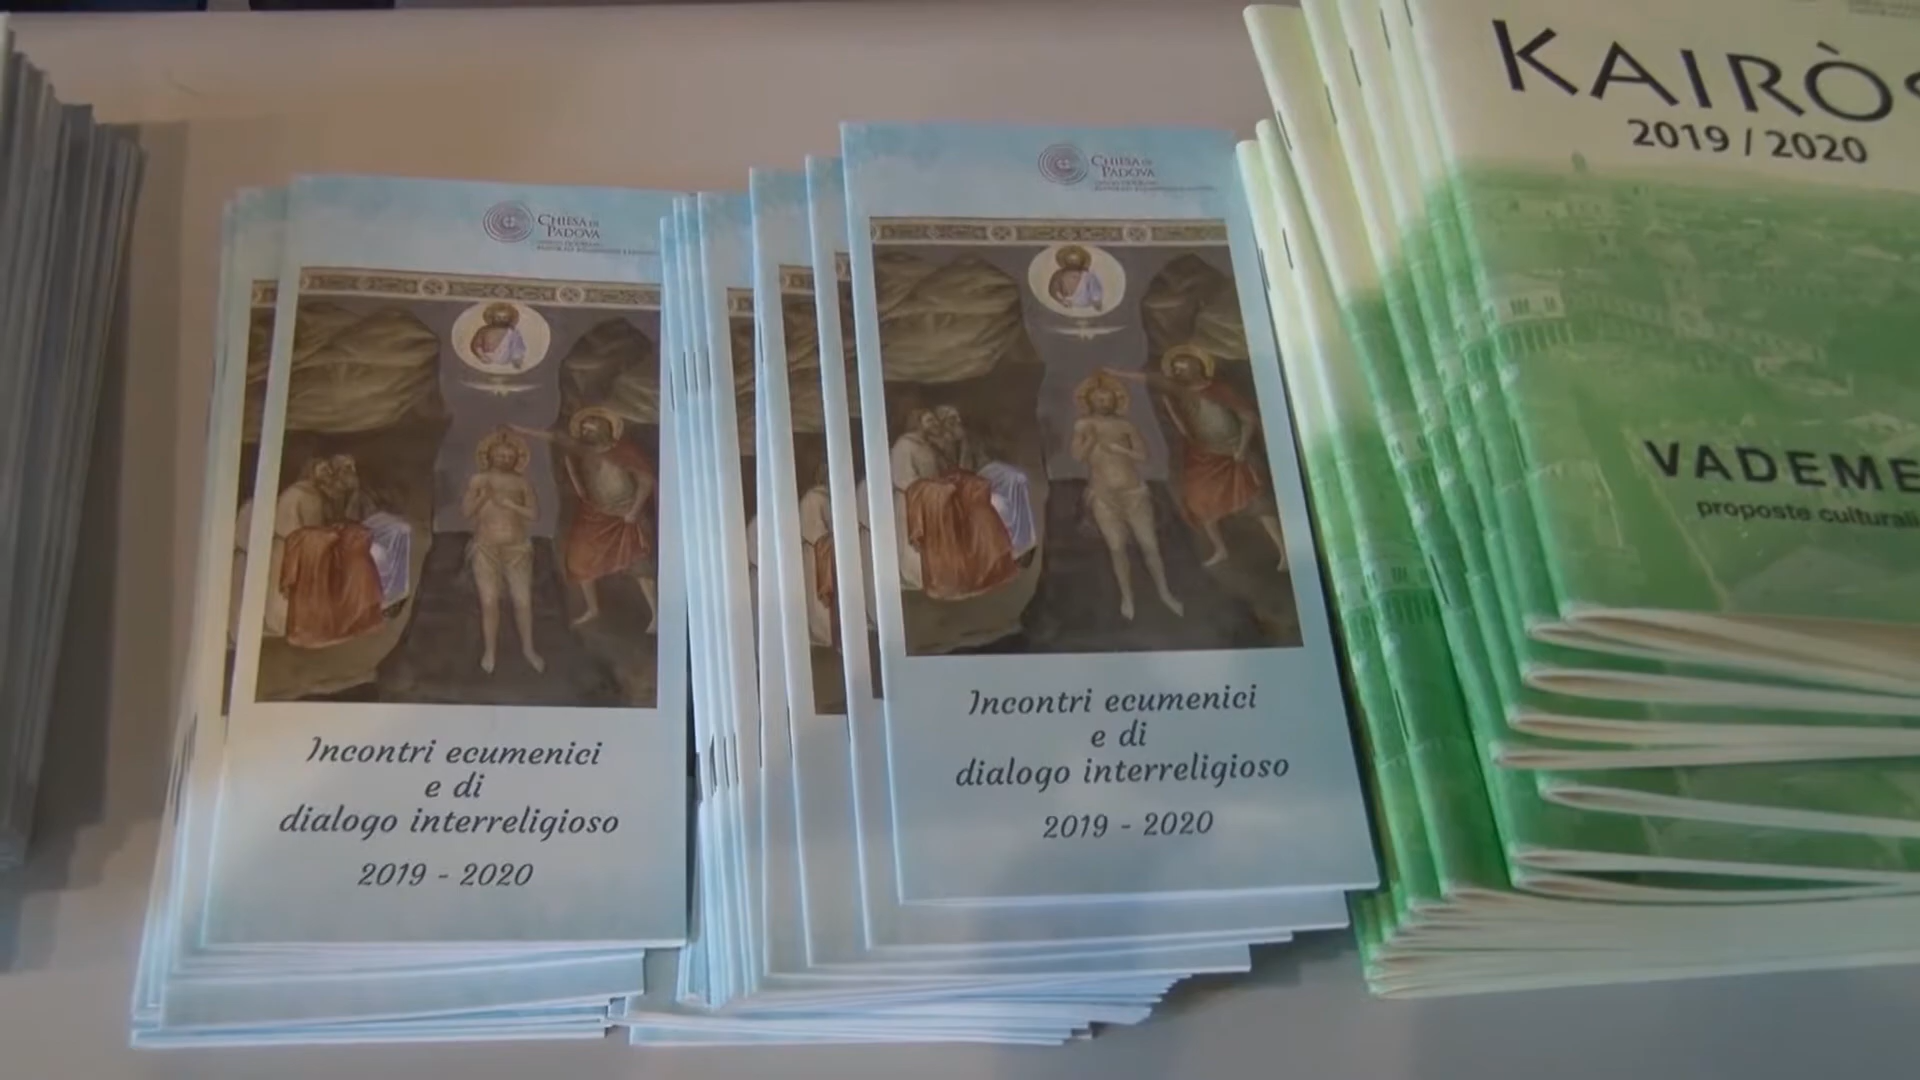 CHIESA DI
PADOVA
Incontri ecumenici
e di
dialogo interreligioso
2019 - 2020
CHIESA DI
PADOVA
Incontri ecumenici
e di
dialogo interreligioso
2019 - 2020
KAIRÒS
2019 / 2020
VADEME
proposte culturali